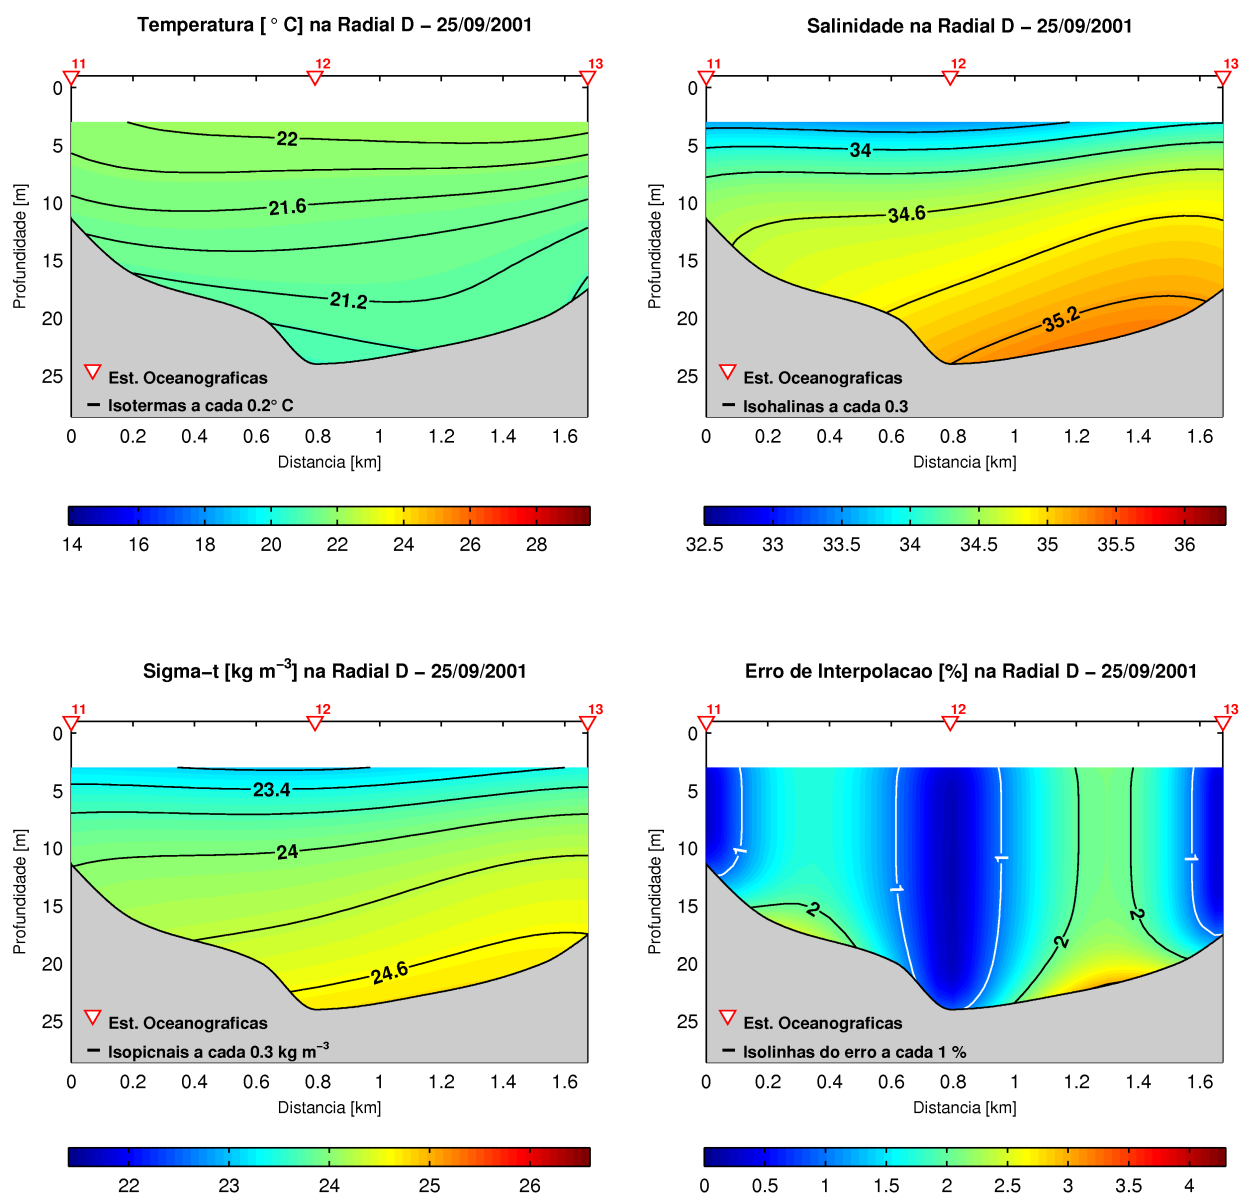 Temperatura [ ° C] na Radial D – 25/09/2001
11
12
13
0
5
10
15
20
25
Profundidade [m]
22
21.6
21.2
Est. Oceanograficas
Isotermas a cada 0.2° C
0 0.2 0.4 0.6 0.8 1 1.2 1.4 1.6
Distancia [km]
14 16 18 20 22 24 26 28
Salinidade na Radial D – 25/09/2001
11
12
13
0
5
10
15
20
25
Profundidade [m]
34
34.6
35.2
Est. Oceanograficas
Isohalinas a cada 0.3
0 0.2 0.4 0.6 0.8 1 1.2 1.4 1.6
Distancia [km]
32.5 33 33.5 34 34.5 35 35.5 36
Sigma–t [kg m⁻³] na Radial D – 25/09/2001
11
12
13
0
5
10
15
20
25
Profundidade [m]
23.4
24
24.6
Est. Oceanograficas
Isopicnais a cada 0.3 kg m⁻³
0 0.2 0.4 0.6 0.8 1 1.2 1.4 1.6
Distancia [km]
22 23 24 25 26
Erro de Interpolacao [%] na Radial D – 25/09/2001
11
12
13
0
5
10
15
20
25
Profundidade [m]
1
1
1
1
2
2
2
Est. Oceanograficas
Isolinhas do erro a cada 1 %
0 0.2 0.4 0.6 0.8 1 1.2 1.4 1.6
Distancia [km]
0 0.5 1 1.5 2 2.5 3 3.5 4